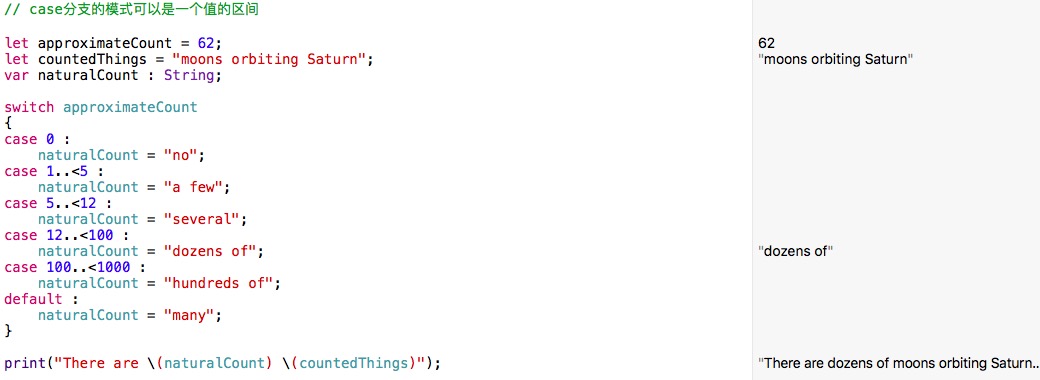 // case分支的模式可以是一个值的区间
let approximateCount = 62;
62
let countedThings = "moons orbiting Saturn";
"moons orbiting Saturn"
var naturalCount : String;
switch approximateCount
{
case 0 :
naturalCount = "no";
case 1..<5 :
naturalCount = "a few";
case 5..<12 :
naturalCount = "several";
case 12..<100 :
naturalCount = "dozens of";
"dozens of"
case 100..<1000 :
naturalCount = "hundreds of";
default :
naturalCount = "many";
}
print("There are \(naturalCount) \(countedThings)");
"There are dozens of moons orbiting Saturn..